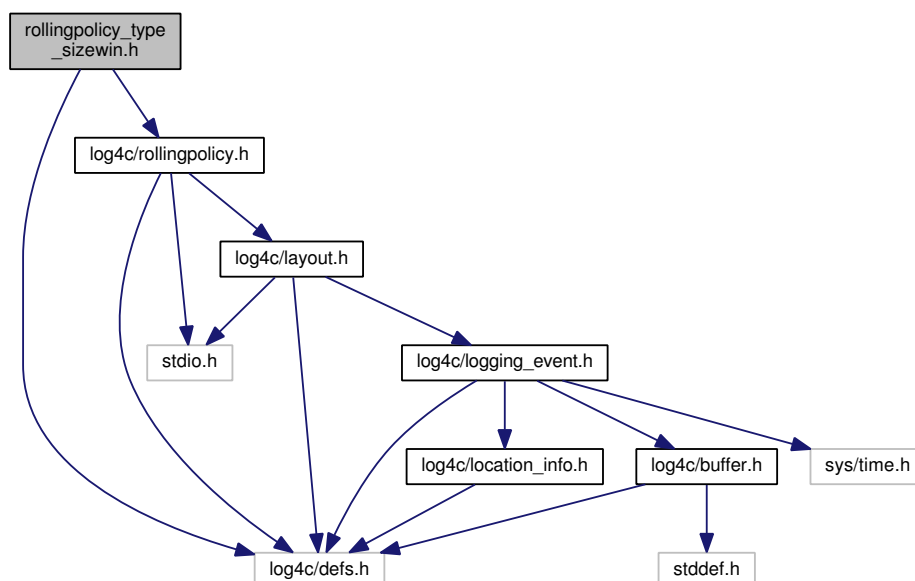 rollingpolicy_type
_sizewin.h
log4c/rollingpolicy.h
log4c/layout.h
stdio.h
log4c/logging_event.h
log4c/location_info.h
log4c/buffer.h
sys/time.h
log4c/defs.h
stddef.h